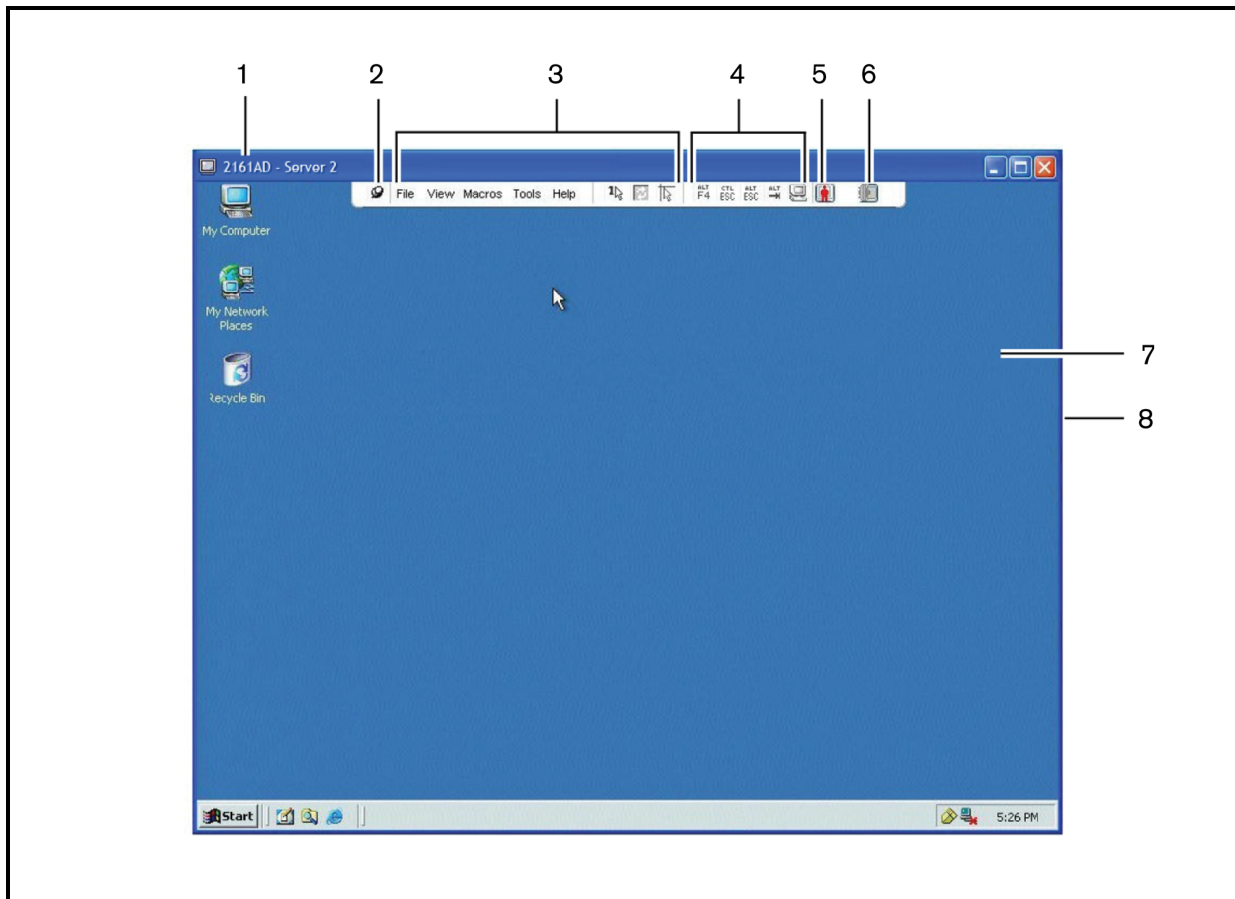 1 2 3 4 5 6
2161AD - Server 2
File View Macros Tools Help 1 ALT F4 CTL ESC ALT ESC ALT
My Computer
My Network
Places
7
8
Recycle Bin
Start 5:26 PM